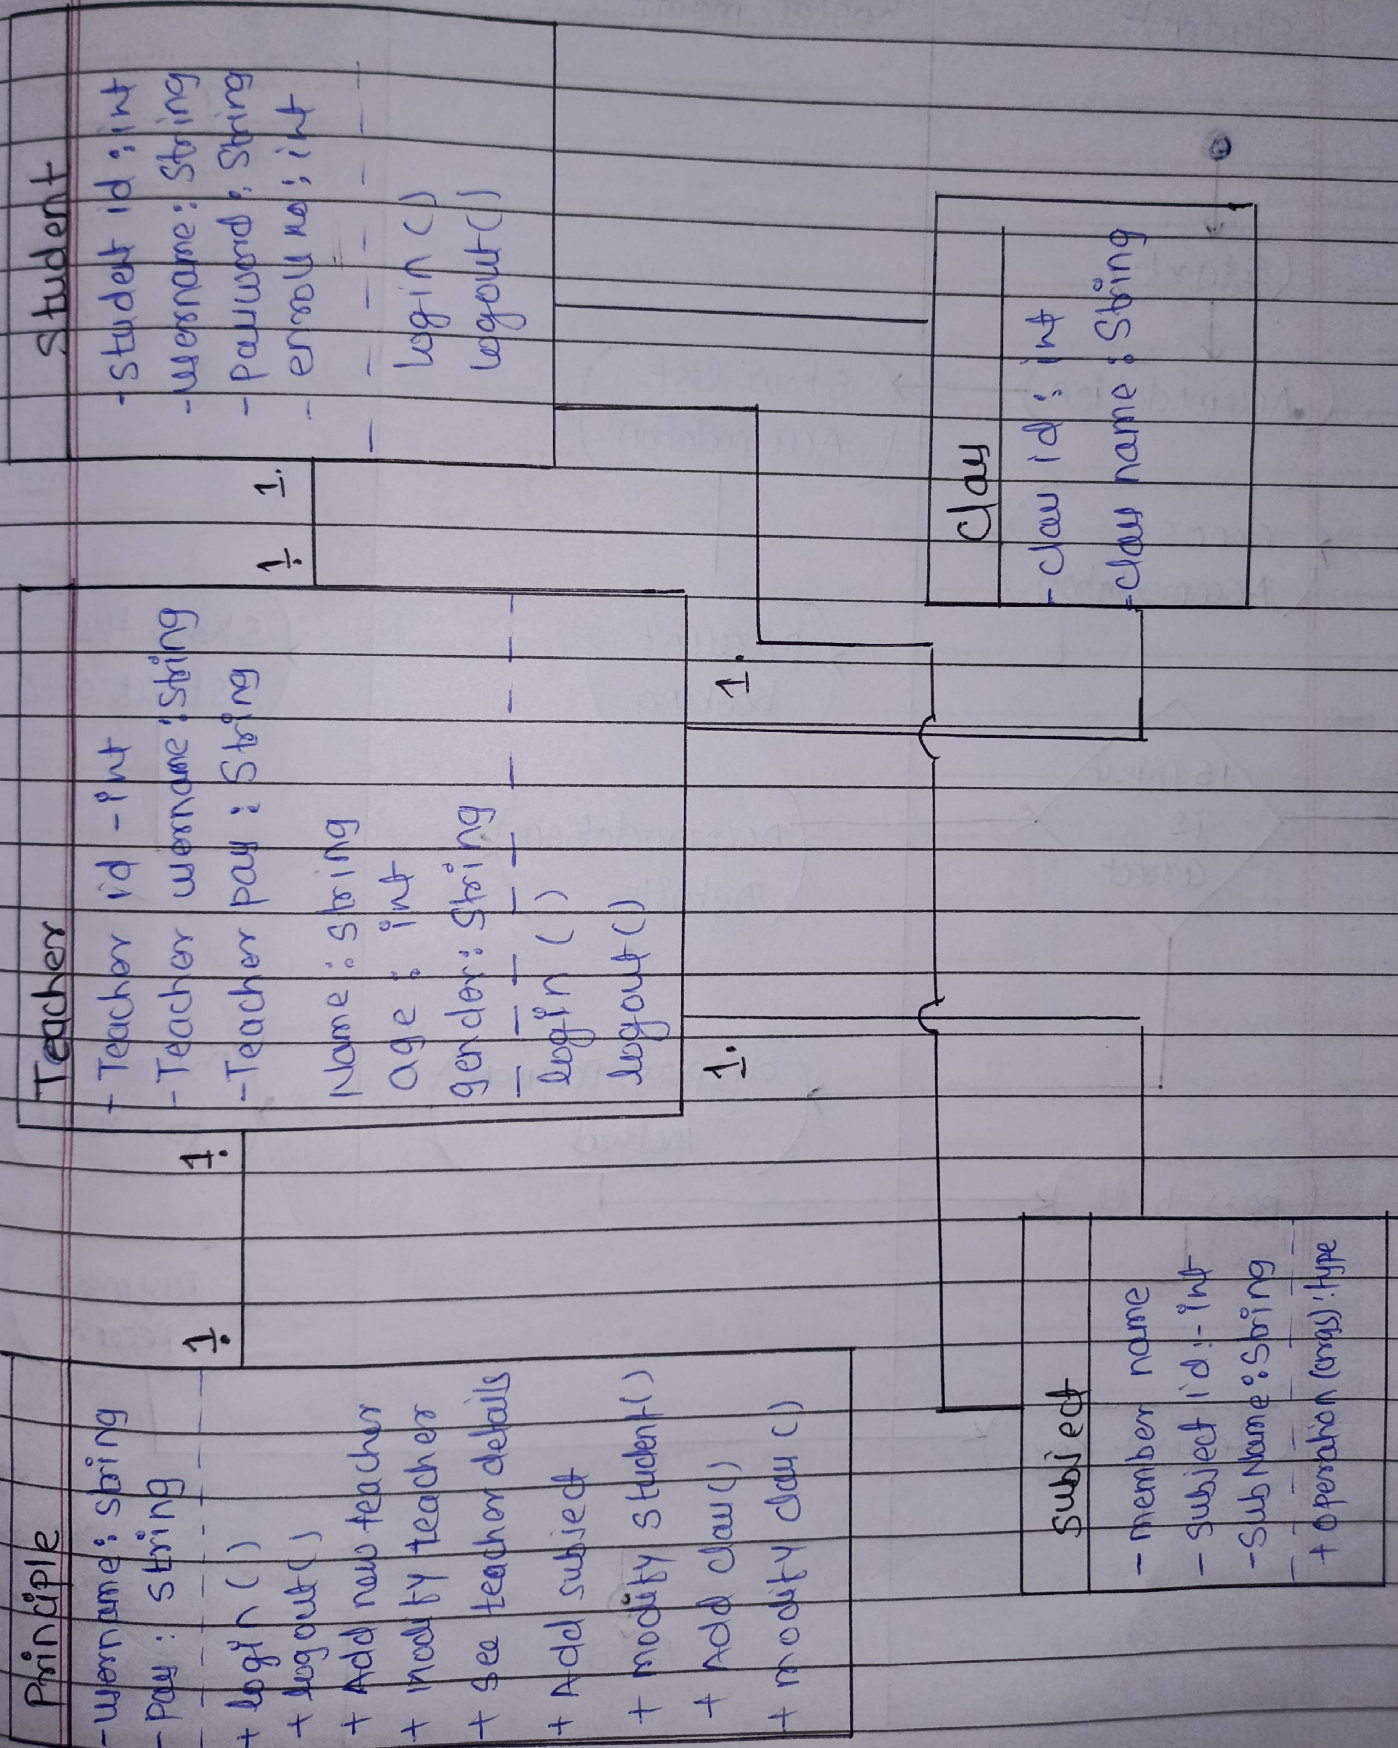 Principle
-username: string
-Pass: string
+ login ()
+ logout()
+ Add new teacher
+ modify teacher
+ see teacher details
+ Add subject
+ modify student()
+ Add class()
+ modify class ()
1.
1.
Teacher
- Teacher id -int
- Teacher username:string
-Teacher pass : String
Name : string
age : int
gender: String
login ()
logout()
1.
1.
1.
1.
Student
-student id : int
-username: String
-password: String
- enroll no : int
login ()
logout()
Class
-class id : int
-class name : String
subject
- member name
- subject id :- int
-SubName: String
+ operation (args) : type